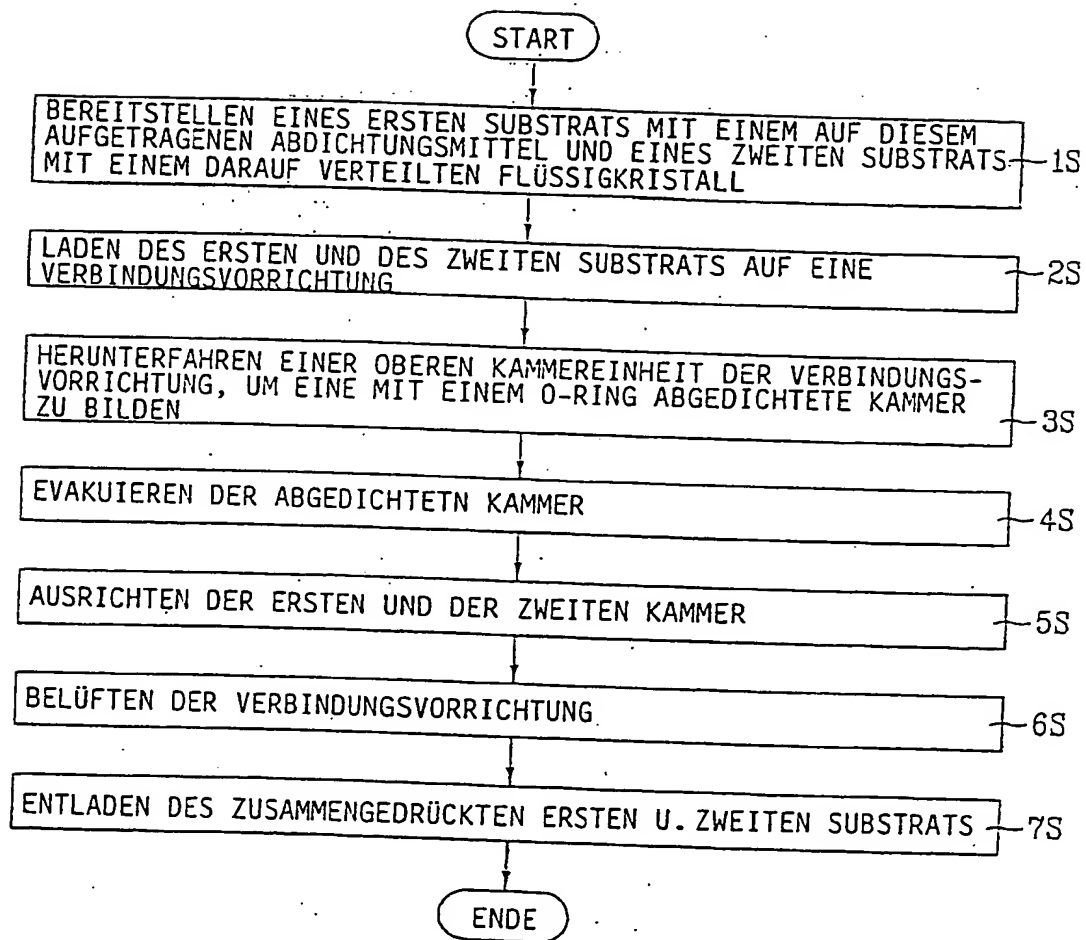 START
BEREITSTELLEN EINES ERSTEN SUBSTRATS MIT EINEM AUF DIESEM
AUFGETRAGENEN ABDICHTUNGSMITTEL UND EINES ZWEITEN SUBSTRATS
MIT EINEM DARAUF VERTEILTEN FLÜSSIGKRISTALL
1S
LADEN DES ERSTEN UND DES ZWEITEN SUBSTRATS AUF EINE
VERBINDUNGSVORRICHTUNG
2S
HERUNTERFAHREN EINER OBEREN KAMMEREINHEIT DER VERBINDUNGS-
VORRICHTUNG, UM EINE MIT EINEM O-RING ABGEDICHTETE KAMMER
ZU BILDEN
3S
EVAKUIEREN DER ABGEDICHTETN KAMMER
4S
AUSRICHTEN DER ERSTEN UND DER ZWEITEN KAMMER
5S
BELÜFTEN DER VERBINDUNGSVORRICHTUNG
6S
ENTLADEN DES ZUSAMMENGEDRÜCKTEN ERSTEN U. ZWEITEN SUBSTRATS
7S
ENDE